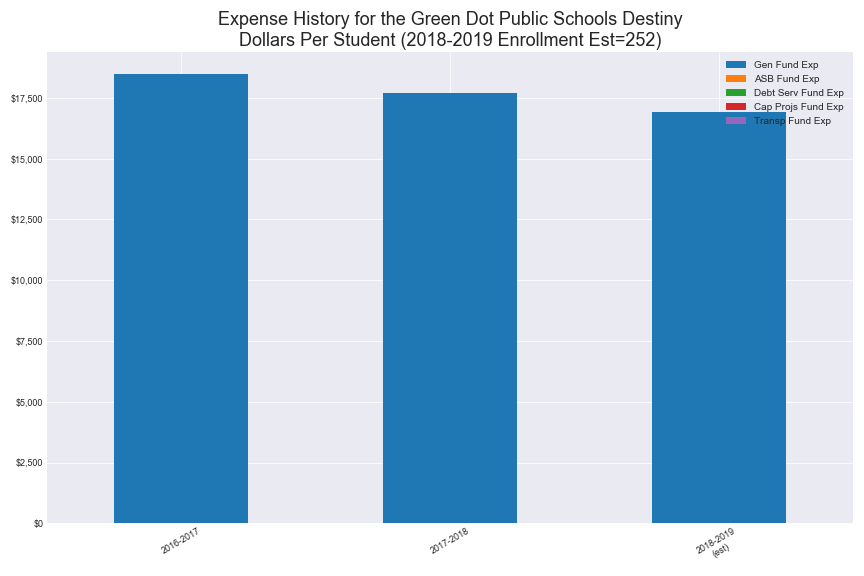 Expense History for the Green Dot Public Schools Destiny
Dollars Per Student (2018-2019 Enrollment Est=252)
Gen Fund Exp
ASB Fund Exp
Debt Serv Fund Exp
Cap Projs Fund Exp
Transp Fund Exp
$17,500
$15,000
$12,500
$10,000
$7,500
$5,000
$2,500
$0
2016-2017
2017-2018
2018-2019
(est)